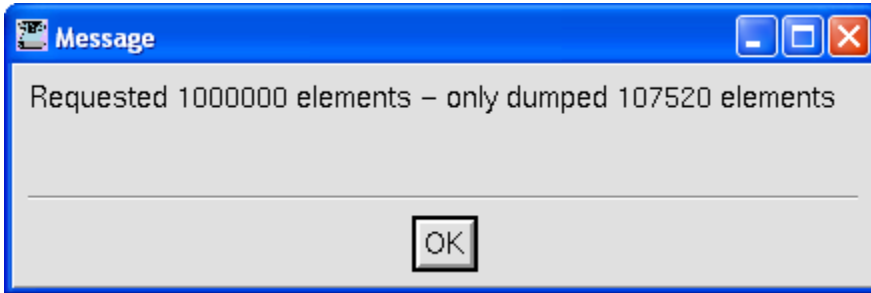 Message
Requested 1000000 elements – only dumped 107520 elements
OK